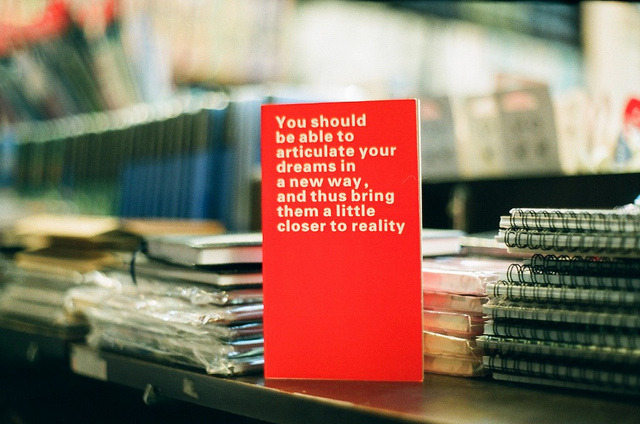 You should
be able to
articulate your
dreams in
a new way,
and thus bring
them a little
closer to reality